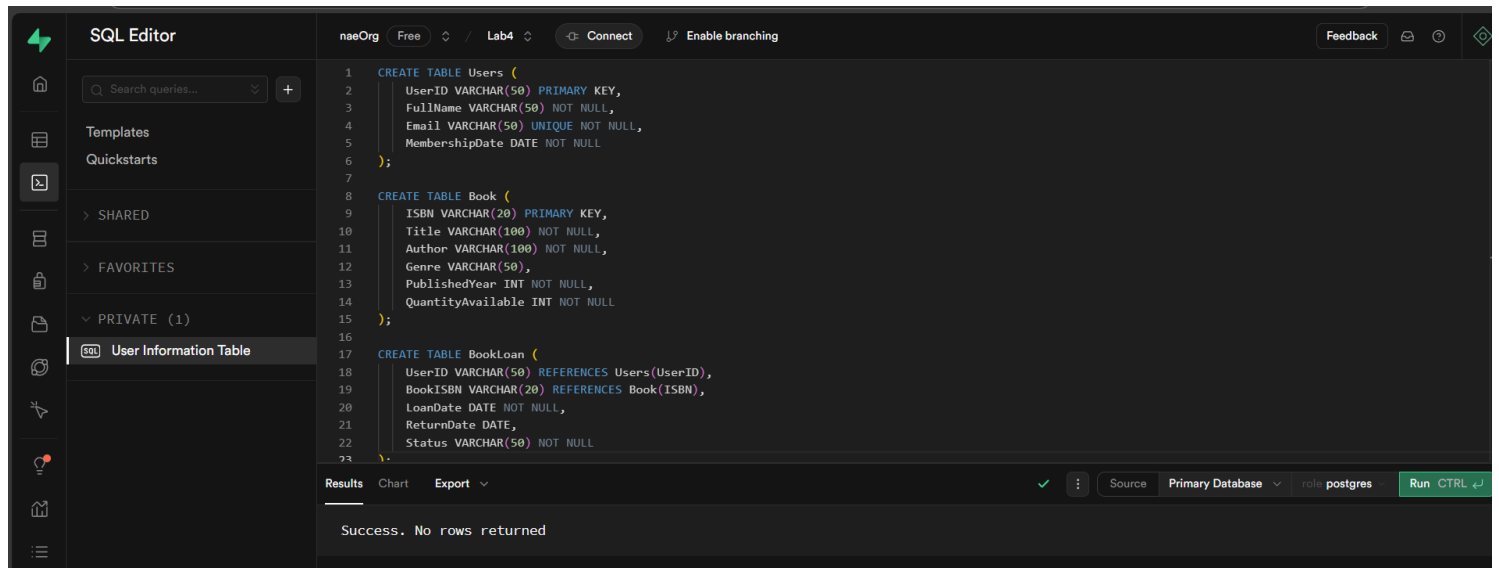 SQL Editor
naeOrg Free / Lab4 Connect Enable branching
Feedback
Search queries...
+
Templates
Quickstarts
SHARED
FAVORITES
PRIVATE (1)
SQL User Information Table
1 CREATE TABLE Users (
2 UserID VARCHAR(50) PRIMARY KEY,
3 FullName VARCHAR(50) NOT NULL,
4 Email VARCHAR(50) UNIQUE NOT NULL,
5 MembershipDate DATE NOT NULL
6 );
7
8 CREATE TABLE Book (
9 ISBN VARCHAR(20) PRIMARY KEY,
10 Title VARCHAR(100) NOT NULL,
11 Author VARCHAR(100) NOT NULL,
12 Genre VARCHAR(50),
13 PublishedYear INT NOT NULL,
14 QuantityAvailable INT NOT NULL
15 );
16
17 CREATE TABLE BookLoan (
18 UserID VARCHAR(50) REFERENCES Users(UserID),
19 BookISBN VARCHAR(20) REFERENCES Book(ISBN),
20 LoanDate DATE NOT NULL,
21 ReturnDate DATE,
22 Status VARCHAR(50) NOT NULL
23 );
Results Chart Export
Source Primary Database role postgres Run CTRL
Success. No rows returned